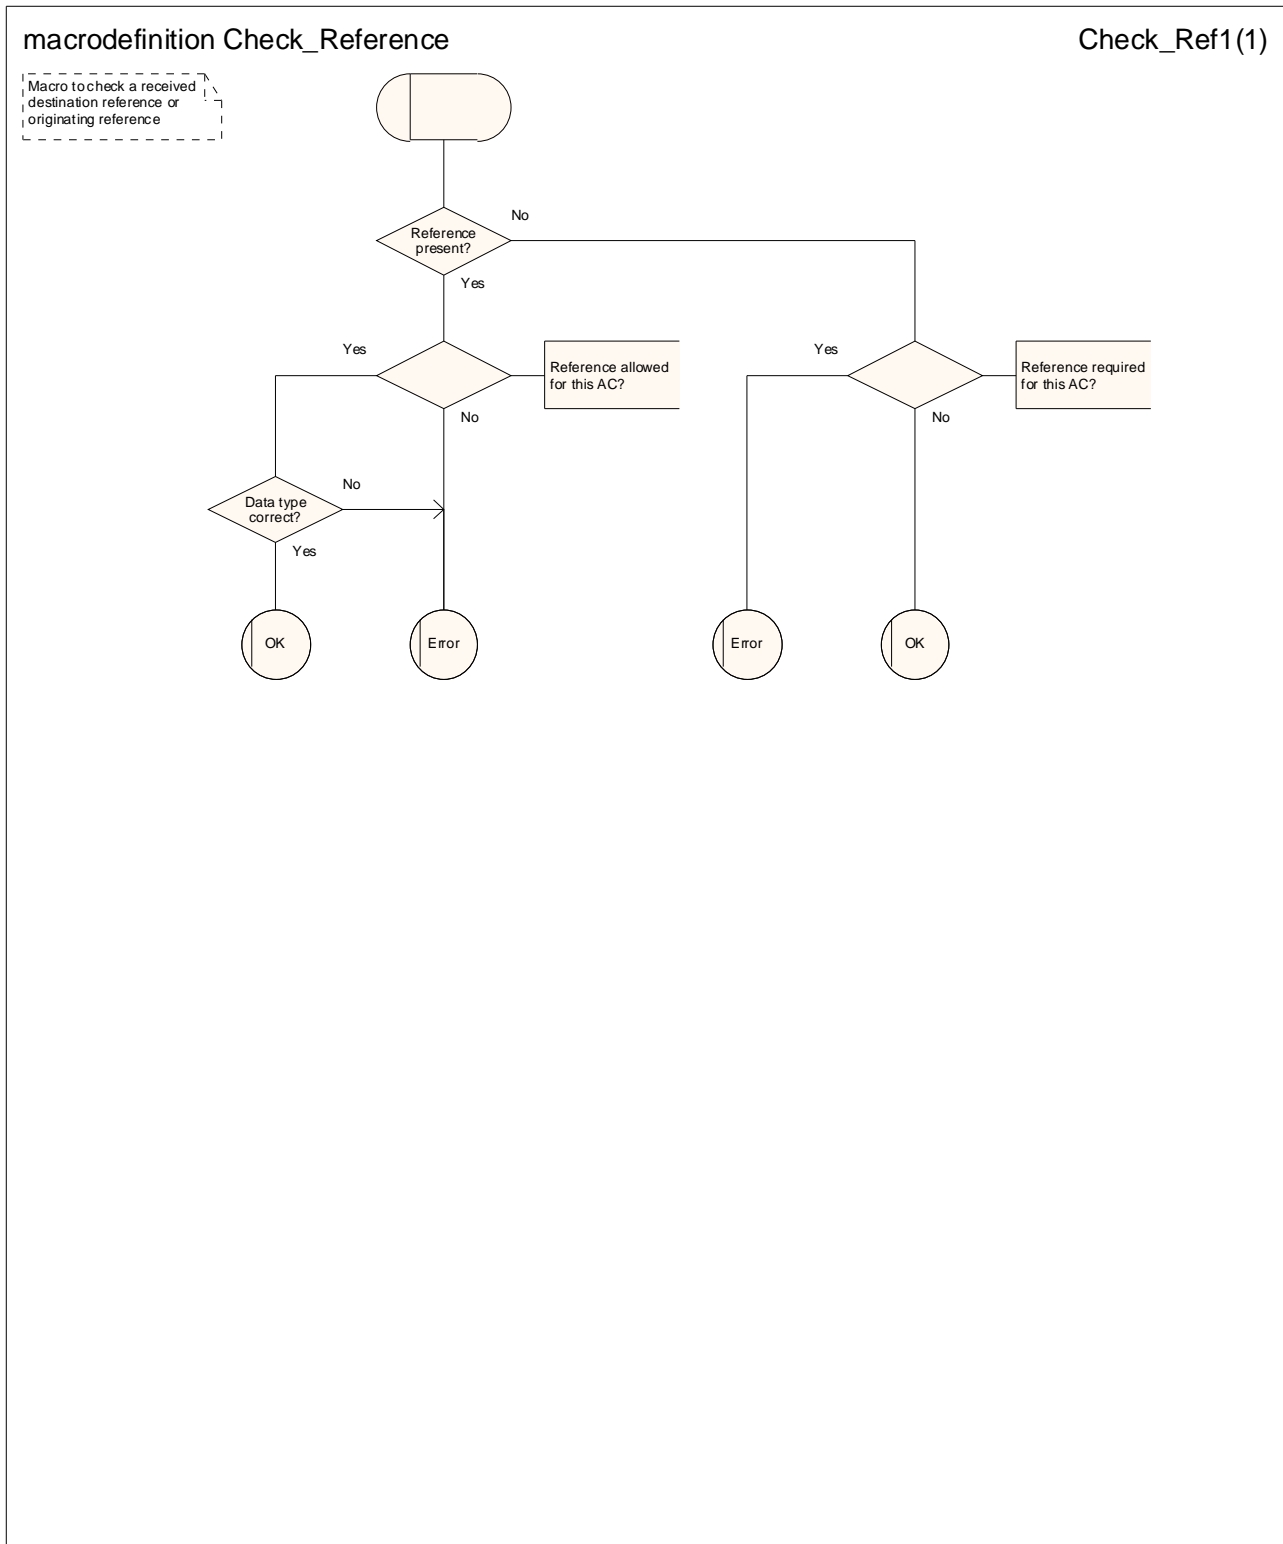 macrodefinition Check_Reference
Check_Ref1(1)
Macro to check a received
destination reference or
originating reference
Reference
present?
No
Yes
Yes
Reference allowed
for this AC?
No
Yes
Reference required
for this AC?
No
Data type
correct?
No
Yes
OK
Error
Error
OK